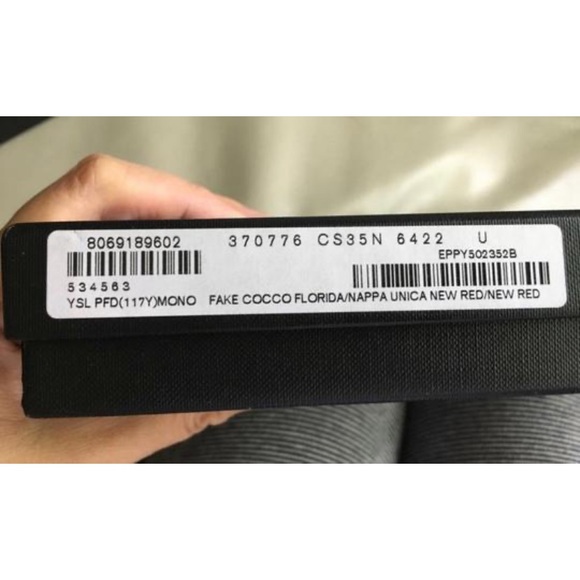 8069189602 370776 CS35N 6422 U
EPPY502352B
534563
YSL PFD(117Y)MONO FAKE COCCO FLORIDA/NAPPA UNICA NEW RED/NEW RED